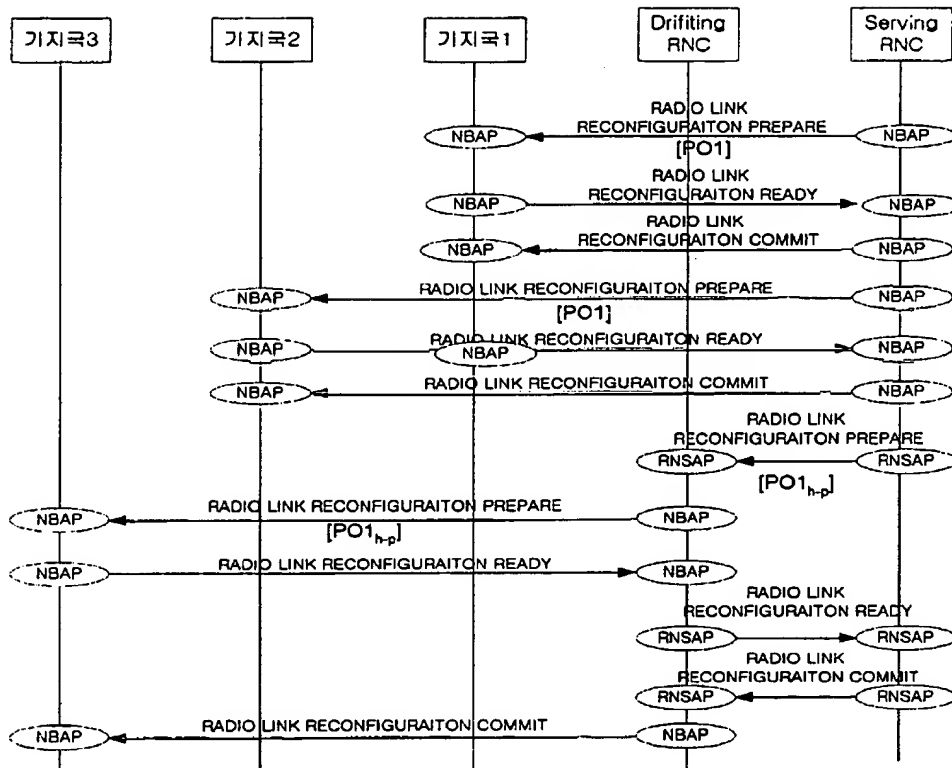 기지국3
기지국2
기지국1
Drifiting
RNC
Serving
RNC
RADIO LINK
RECONFIGURAITON PREPARE
NBAP
NBAP
[PO1]
RADIO LINK
RECONFIGURAITON READY
NBAP
NBAP
RADIO LINK
RECONFIGURAITON COMMIT
NBAP
NBAP
NBAP
RADIO LINK RECONFIGURAITON PREPARE
NBAP
[PO1]
NBAP
RADIO LINK RECONFIGURAITON READY
NBAP
NBAP
NBAP
RADIO LINK RECONFIGURAITON COMMIT
NBAP
RADIO LINK
RECONFIGURAITON PREPARE
RNSAP
RNSAP
[PO1h-p]
NBAP
RADIO LINK RECONFIGURAITON PREPARE
NBAP
[PO1h-p]
NBAP
RADIO LINK RECONFIGURAITON READY
NBAP
RADIO LINK
RECONFIGURAITON READY
RNSAP
RNSAP
RADIO LINK
RECONFIGURAITON COMMIT
RNSAP
RNSAP
NBAP
RADIO LINK RECONFIGURAITON COMMIT
NBAP